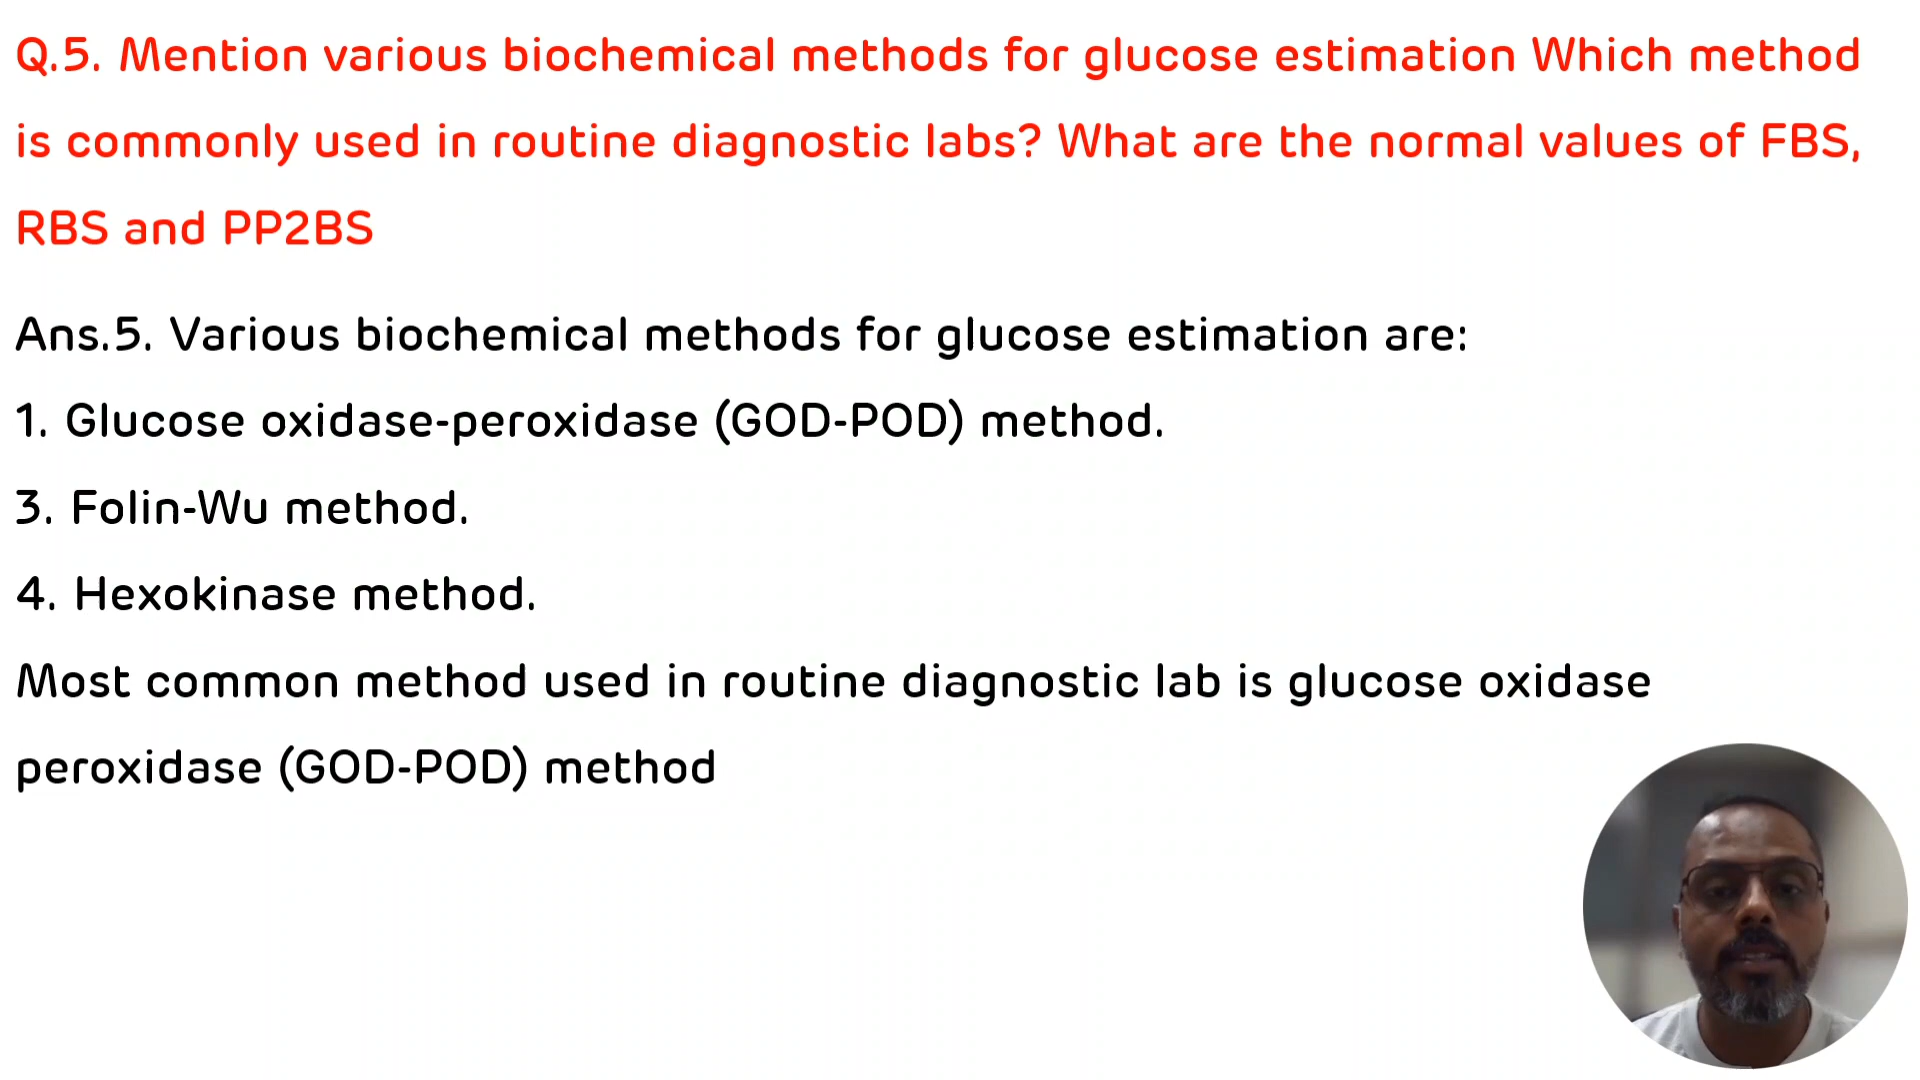 Q.5. Mention various biochemical methods for glucose estimation Which method
is commonly used in routine diagnostic labs? What are the normal values of FBS,
RBS and PP2BS
Ans.5. Various biochemical methods for glucose estimation are:
1. Glucose oxidase-peroxidase (GOD-POD) method.
3. Folin-Wu method.
4. Hexokinase method.
Most common method used in routine diagnostic lab is glucose oxidase
peroxidase (GOD-POD) method